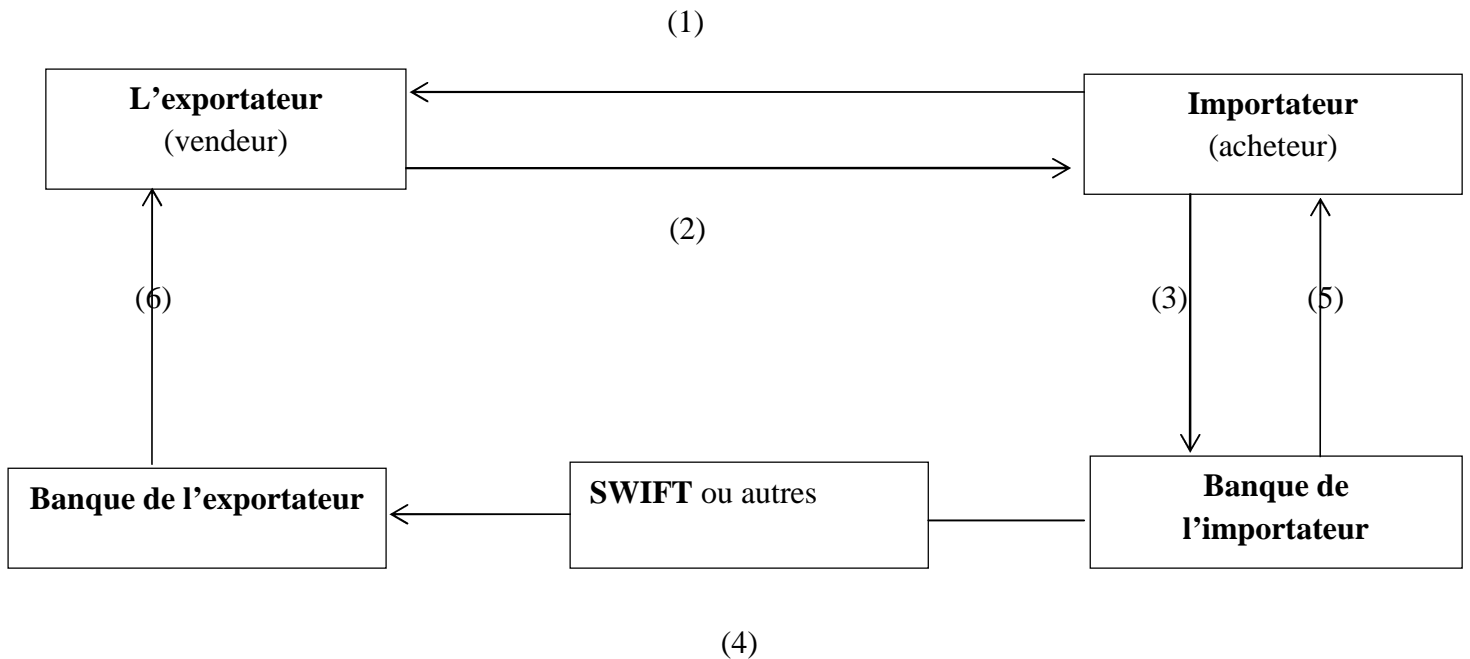 (1)
L’exportateur
(vendeur)
Importateur
(acheteur)
(2)
(6)
(3)
(5)
Banque de l’exportateur
SWIFT ou autres
Banque de
l’importateur
(4)